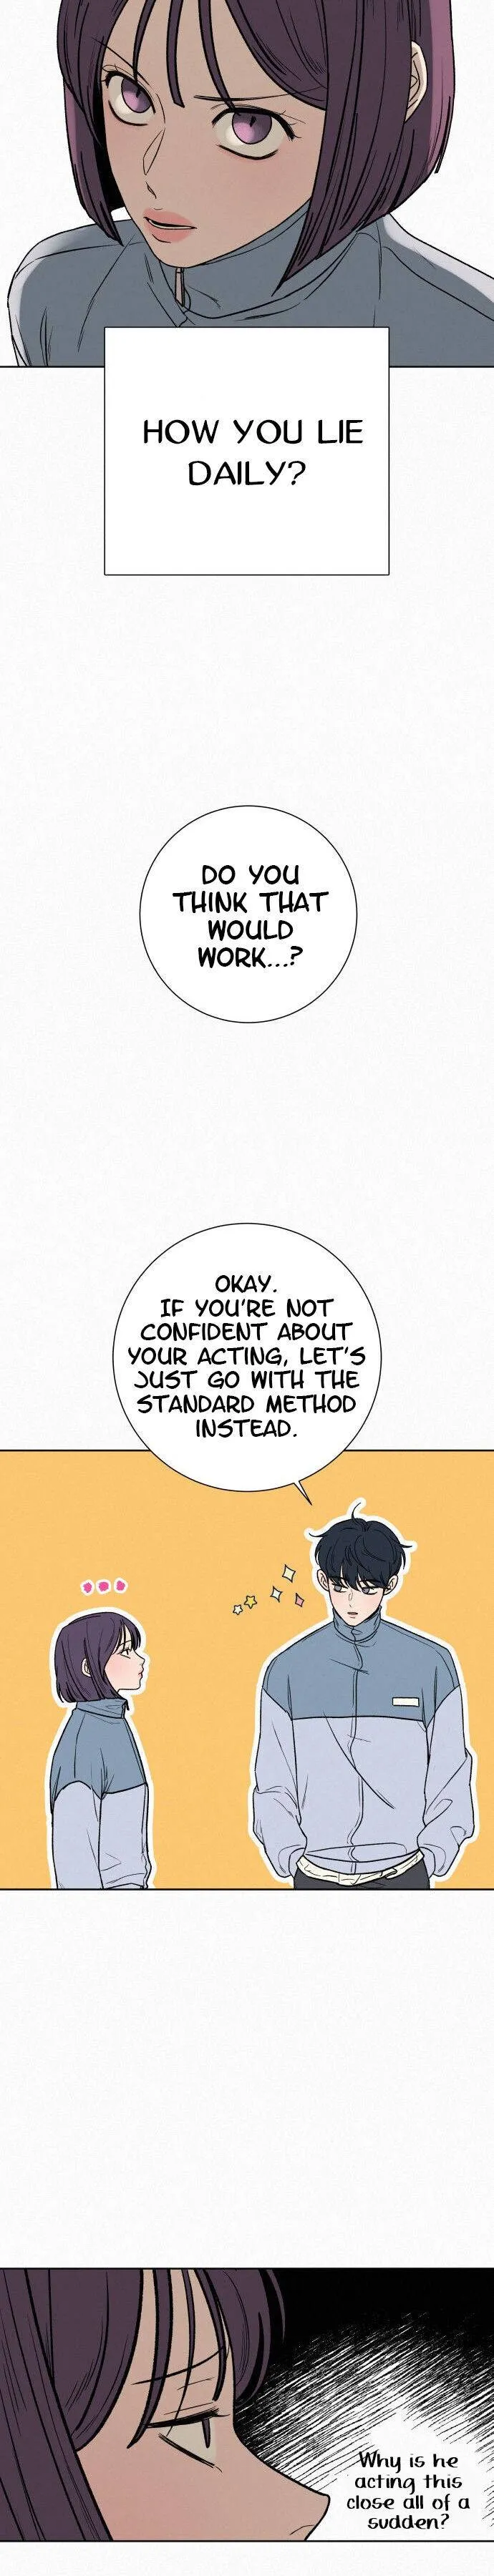 HOW YOU LIE
DAILY?
DO YOU
THINK THAT
WOULD
WORK...?
OKAY.
IF YOU'RE NOT
CONFIDENT ABOUT
YOUR ACTING, LET'S
JUST GO WITH THE
STANDARD METHOD
INSTEAD.
Why is he
acting this
close all of a
sudden?